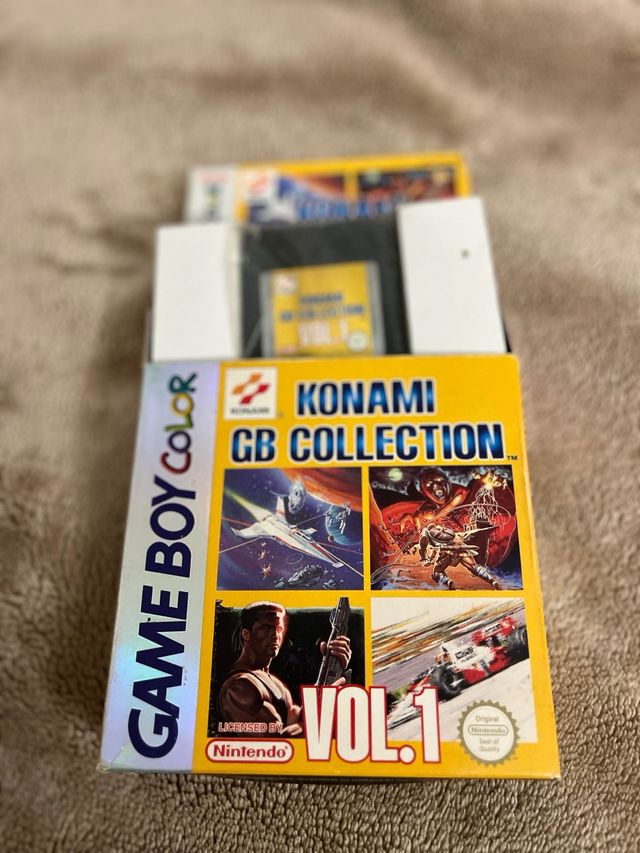 KONAMI
GB COLLECTION
VOL.1
KONAMI
KONAMI
GB COLLECTION™
GAME BOY COLOR
LICENSED BY
Nintendo®
VOL.1
Original
Nintendo
Seal of
Quality